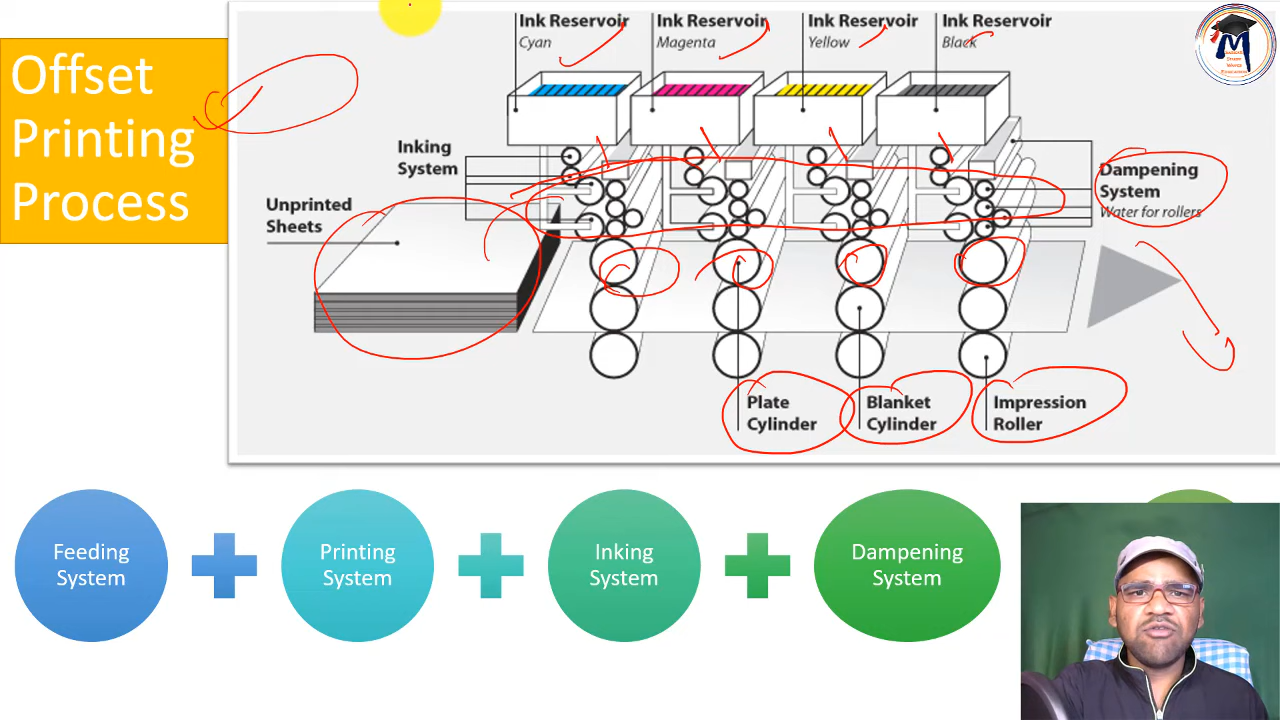 Offset
Printing
Process
Ink Reservoir
Cyan
Ink Reservoir
Magenta
Ink Reservoir
Yellow
Ink Reservoir
Black
Inking
System
Unprinted
Sheets
Dampening
System
Water for rollers
Plate
Cylinder
Blanket
Cylinder
Impression
Roller
Feeding
System
Printing
System
Inking
System
Dampening
System